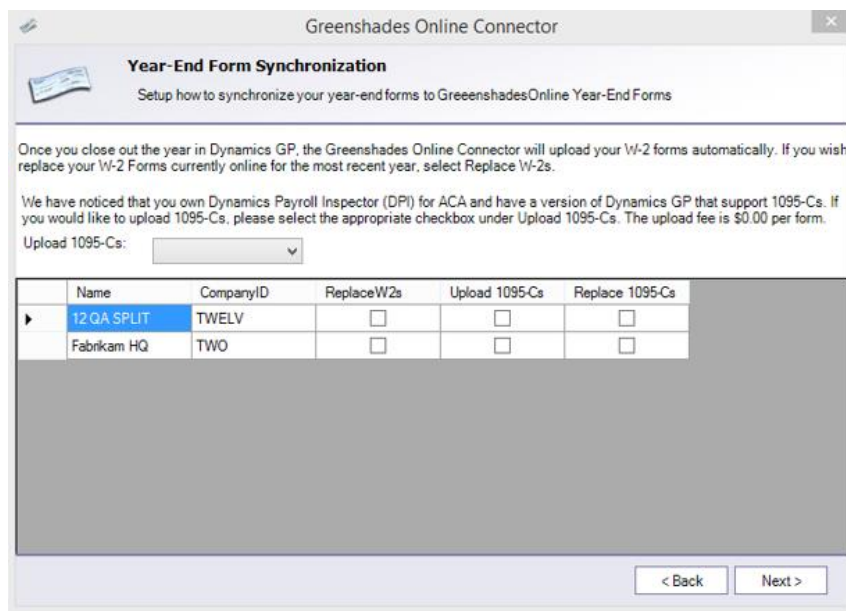 Greenshades Online Connector
Year-End Form Synchronization
Setup how to synchronize your year-end forms to GreeenshadesOnline Year-End Forms
Once you close out the year in Dynamics GP, the Greenshades Online Connector will upload your W-2 forms automatically. If you wish
replace your W-2 Forms currently online for the most recent year, select Replace W-2s.
We have noticed that you own Dynamics Payroll Inspector (DPI) for ACA and have a version of Dynamics GP that support 1095-Cs. If
you would like to upload 1095-Cs, please select the appropriate checkbox under Upload 1095-Cs. The upload fee is $0.00 per form.
Upload 1095-Cs:
Name CompanyID ReplaceW2s Upload 1095-Cs Replace 1095-Cs
12 QA SPLIT TWELV
Fabrikam HQ TWO
< Back Next >